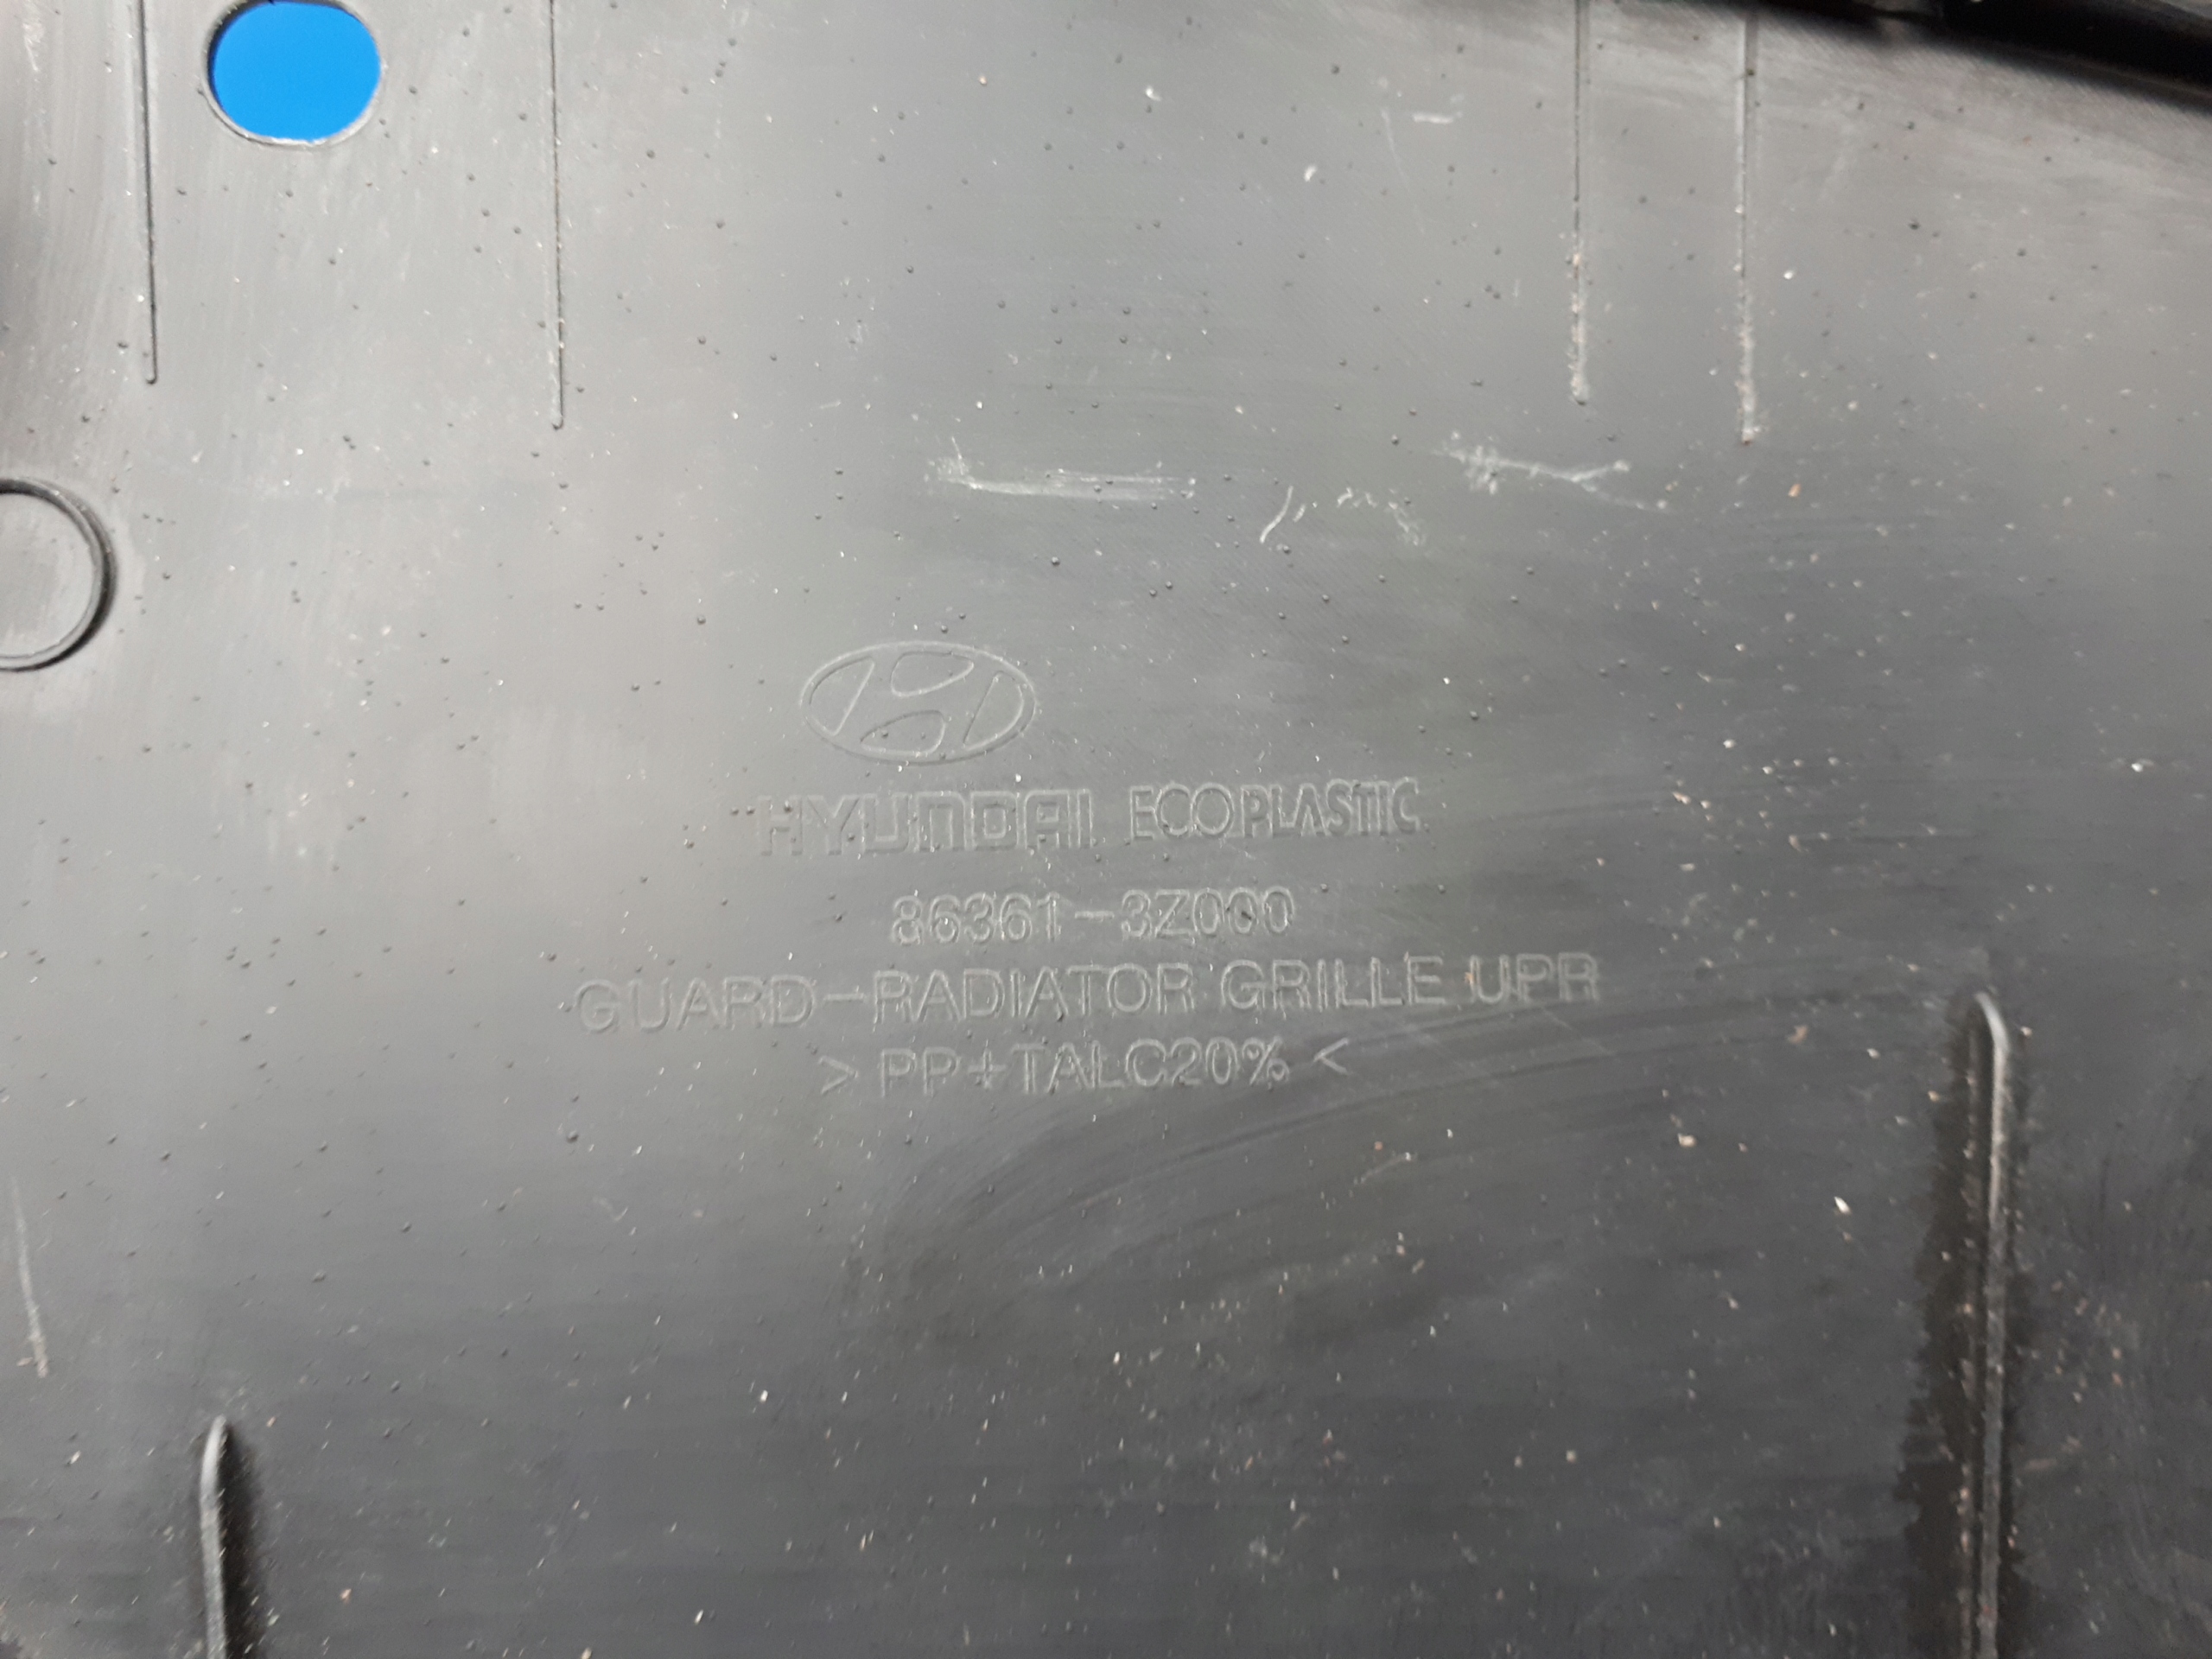 HYUNDAI ECOPLASTIC
86361-3Z000
GUARD-RADIATOR GRILLE UPR
>PP+TALC20%<